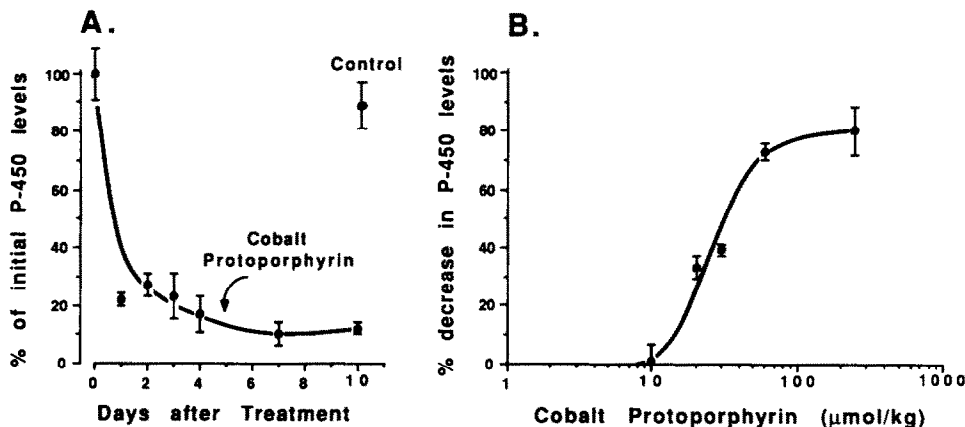 A.
% of initial P-450 levels
100
80
60
40
20
0
Control
Cobalt
Protoporphyrin
0 2 4 6 8 10
Days after Treatment
B.
% decrease in P-450 levels
100
80
60
40
20
0
1 10 100 1000
Cobalt Protoporphyrin (μmol/kg)